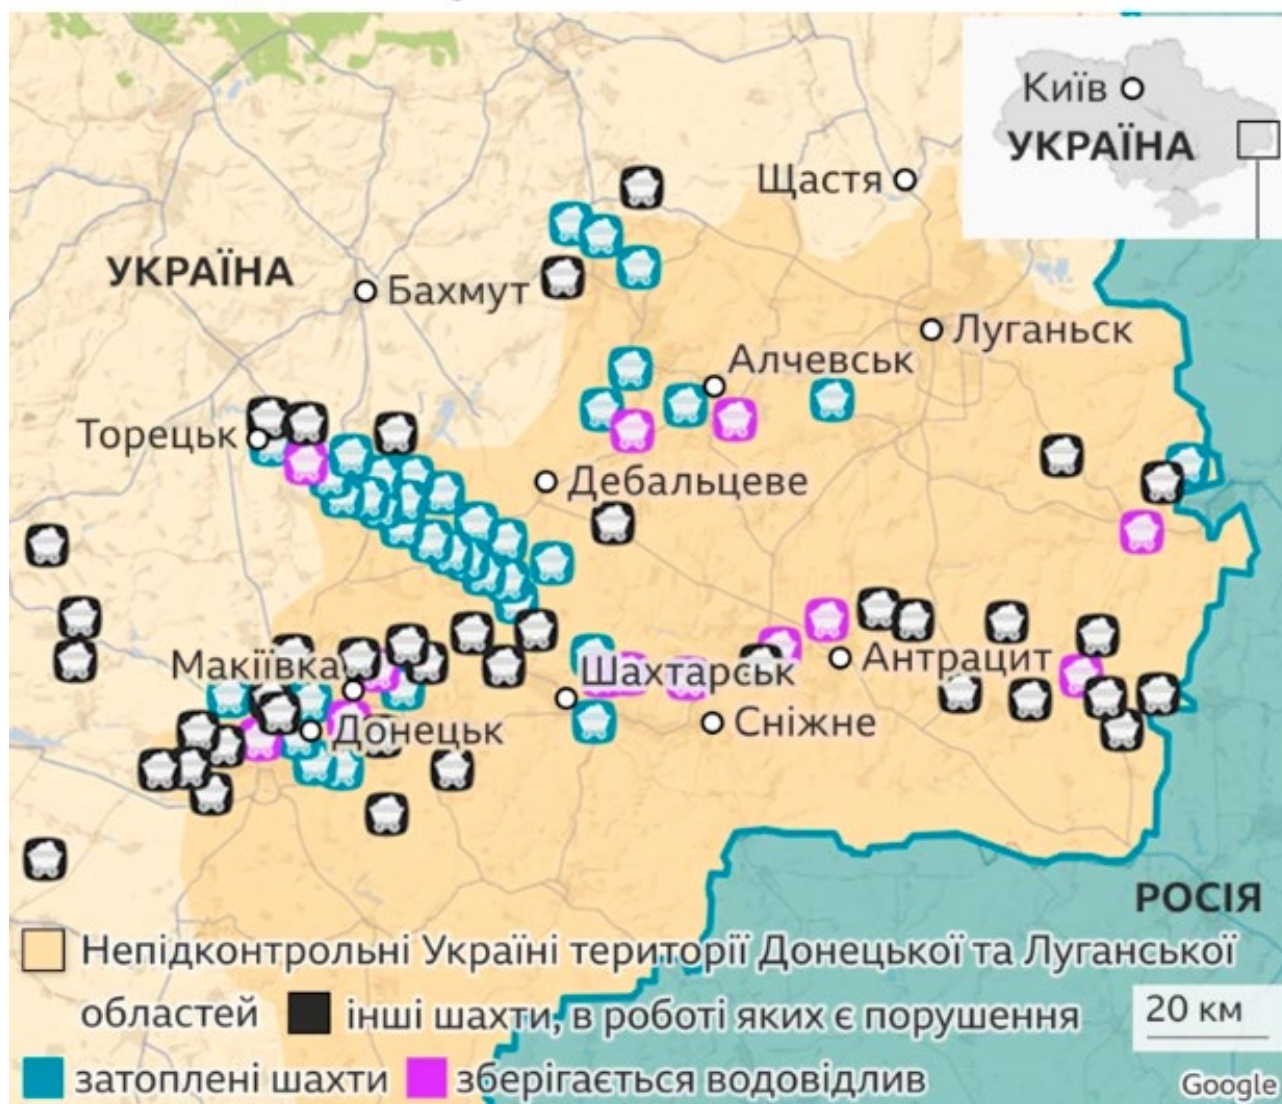 Київ
УКРАЇНА
Щастя
УКРАЇНА
Бахмут
Луганьск
Алчевськ
Торецьк
Дебальцеве
Макіївка
Шахтарськ
Антрацит
Донецьк
Сніжне
РОСІЯ
Непідконтрольні Україні території Донецької та Луганської
областей інші шахти, в роботі яких є порушення
20 км
затоплені шахти зберігається водовідлив
Google